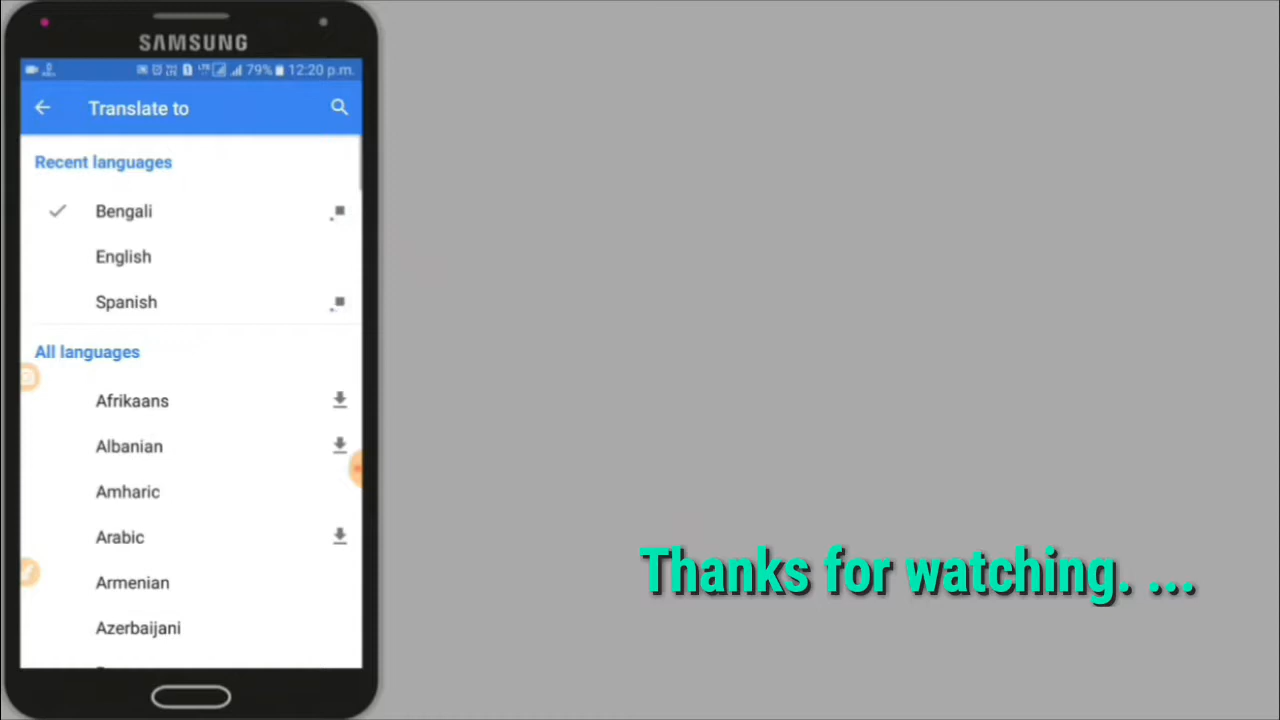 SAMSUNG
79% 12:20 p.m.
Translate to
Recent languages
Bengali
English
Spanish
All languages
Afrikaans
Albanian
Amharic
Arabic
Armenian
Azerbaijani
Thanks for watching. ...